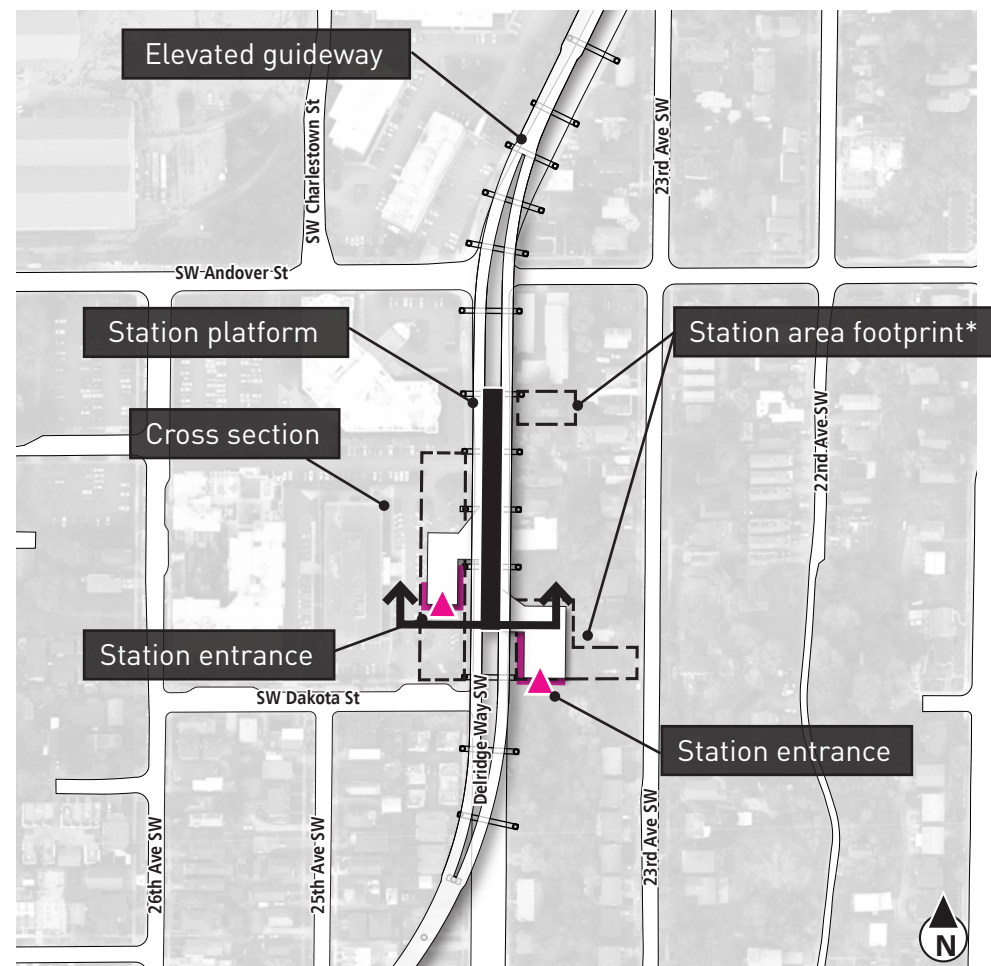 Elevated guideway
SW Charlestown St
23rd Ave SW
SW Andover St
Station platform
Station area footprint*
Cross section
22nd Ave SW
Station entrance
SW Dakota St
Delridge Way SW
Station entrance
26th Ave SW
25th Ave SW
23rd Ave SW
N